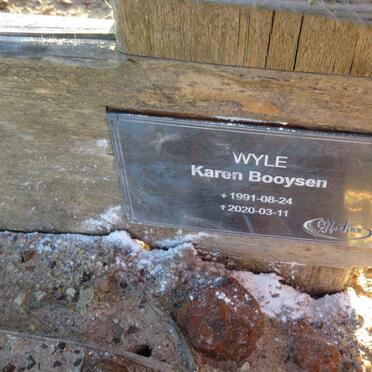 WYLE
Karen Booysen
+ 1991-08-24
† 2020-03-11